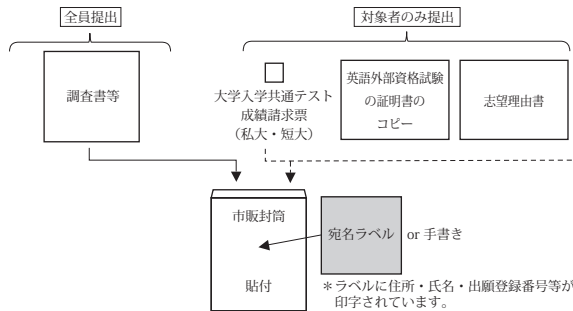 全員提出
対象者のみ提出
調査書等
大学入学共通テスト
成績請求票
（私大・短大）
英語外部資格試験
の証明書の
コピー
志望理由書
市販封筒
貼付
宛名ラベル
or 手書き
＊ラベルに住所・氏名・出願登録番号等が
印字されています。